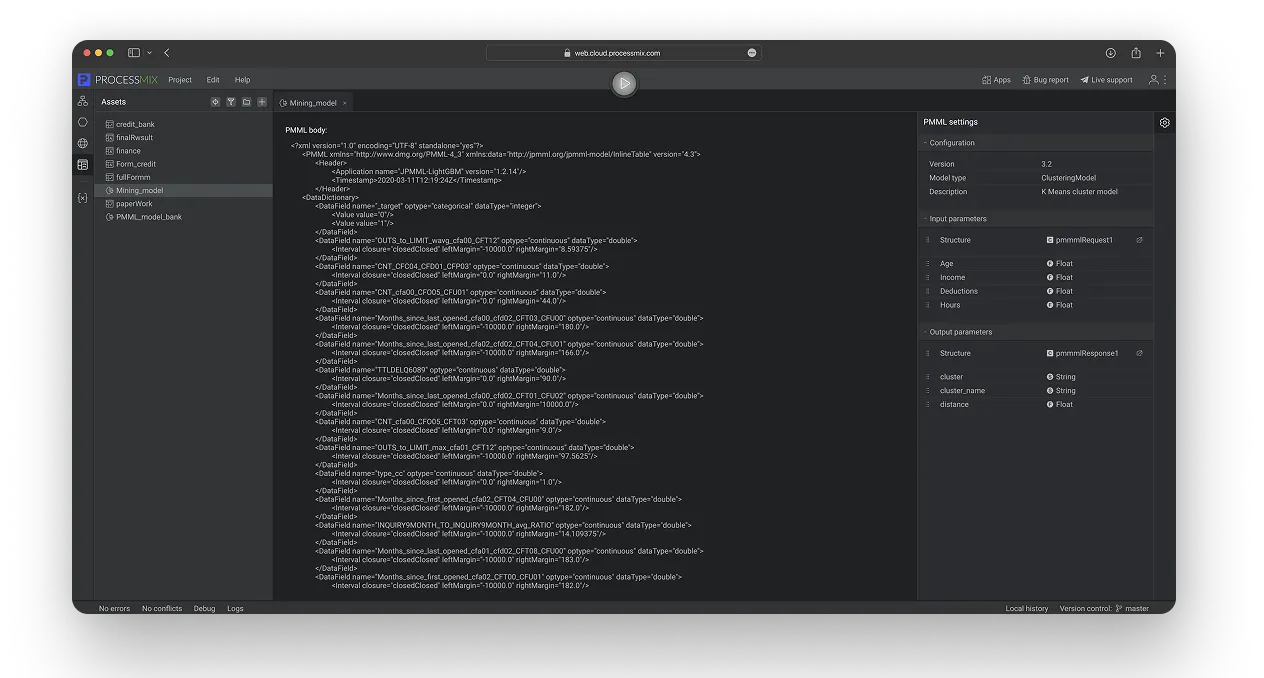 web.cloud.processmix.com
PROCESSMIX Project Edit Help
Apps Bug report Live support
Assets
credit_bank
finalRwsult
finance
Form_credit
fullFormm
Mining_model
paperWork
PMML_model_bank
Mining_model ×
PMML body:
<?xml version="1.0" encoding="UTF-8" standalone="yes"?>
<PMML xmlns="http://www.dmg.org/PMML-4_3" xmlns:data="http://jpmml.org/jpmml-model/InlineTable" version="4.3">
<Header>
<Application name="JPMML-LightGBM" version="1.2.14"/>
<Timestamp>2020-03-11T12:19:24Z</Timestamp>
</Header>
<DataDictionary>
<DataField name="_target" optype="categorical" dataType="integer">
<Value value="0"/>
<Value value="1"/>
</DataField>
<DataField name="OUTS_to_LIMIT_wavg_cfa00_CFT12" optype="continuous" dataType="double">
<Interval closure="closedClosed" leftMargin="-10000.0" rightMargin="8.59375"/>
</DataField>
<DataField name="CNT_CFC04_CFD01_CFP03" optype="continuous" dataType="double">
<Interval closure="closedClosed" leftMargin="0.0" rightMargin="11.0"/>
</DataField>
<DataField name="CNT_cfa00_CFO05_CFU01" optype="continuous" dataType="double">
<Interval closure="closedClosed" leftMargin="0.0" rightMargin="44.0"/>
</DataField>
<DataField name="Months_since_last_opened_cfa00_cfd02_CFT03_CFU00" optype="continuous" dataType="double">
<Interval closure="closedClosed" leftMargin="-10000.0" rightMargin="180.0"/>
</DataField>
<DataField name="Months_since_last_opened_cfa02_cfd02_CFT04_CFU01" optype="continuous" dataType="double">
<Interval closure="closedClosed" leftMargin="-10000.0" rightMargin="166.0"/>
</DataField>
<DataField name="TTLDELQ6089" optype="continuous" dataType="double">
<Interval closure="closedClosed" leftMargin="0.0" rightMargin="90.0"/>
</DataField>
<DataField name="Months_since_last_opened_cfa00_cfd02_CFT01_CFU02" optype="continuous" dataType="double">
<Interval closure="closedClosed" leftMargin="0.0" rightMargin="10000.0"/>
</DataField>
<DataField name="CNT_cfa00_CFO05_CFT03" optype="continuous" dataType="double">
<Interval closure="closedClosed" leftMargin="0.0" rightMargin="9.0"/>
</DataField>
<DataField name="OUTS_to_LIMIT_max_cfa01_CFT12" optype="continuous" dataType="double">
<Interval closure="closedClosed" leftMargin="-10000.0" rightMargin="97.5625"/>
</DataField>
<DataField name="type_cc" optype="continuous" dataType="double">
<Interval closure="closedClosed" leftMargin="0.0" rightMargin="1.0"/>
</DataField>
<DataField name="Months_since_first_opened_cfa02_CFT04_CFU00" optype="continuous" dataType="double">
<Interval closure="closedClosed" leftMargin="-10000.0" rightMargin="182.0"/>
</DataField>
<DataField name="INQUIRY9MONTH_TO_INQUIRY9MONTH_avg_RATIO" optype="continuous" dataType="double">
<Interval closure="closedClosed" leftMargin="-10000.0" rightMargin="14.109375"/>
</DataField>
<DataField name="Months_since_last_opened_cfa01_cfd02_CFT08_CFU00" optype="continuous" dataType="double">
<Interval closure="closedClosed" leftMargin="-10000.0" rightMargin="183.0"/>
</DataField>
<DataField name="Months_since_first_opened_cfa02_CFT00_CFU01" optype="continuous" dataType="double">
<Interval closure="closedClosed" leftMargin="-10000.0" rightMargin="182.0"/>
PMML settings
Configuration
Version 3.2
Model type ClusteringModel
Description K Means cluster model
Input parameters
Structure C pmmmlRequest1
Age F Float
Income F Float
Deductions F Float
Hours F Float
Output parameters
Structure C pmmmlResponse1
cluster S String
cluster_name S String
distance F Float
No errors No conflicts Debug Logs
Local history Version control: master